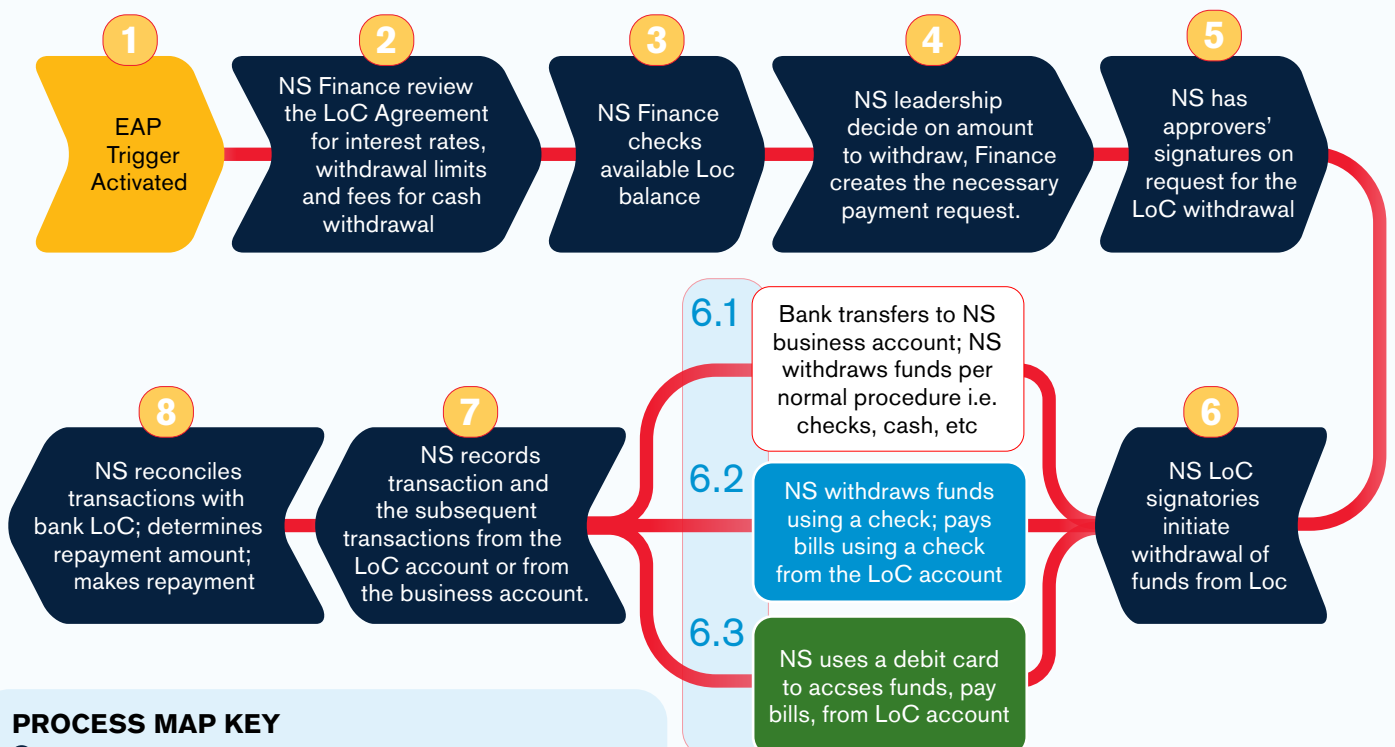 1
EAP
Trigger
Activated
2
NS Finance review
the LoC Agreement
for interest rates,
withdrawal limits
and fees for cash
withdrawal
3
NS Finance
checks
available Loc
balance
4
NS leadership
decide on amount
to withdraw, Finance
creates the necessary
payment request.
5
NS has
approvers’
signatures on
request for the
LoC withdrawal
6
NS LoC
signatories
initiate
withdrawal of
funds from Loc
6.1
Bank transfers to NS
business account; NS
withdraws funds per
normal procedure i.e.
checks, cash, etc
6.2
NS withdraws funds
using a check; pays
bills using a check
from the LoC account
6.3
NS uses a debit card
to accses funds, pay
bills, from LoC account
7
NS records
transaction and
the subsequent
transactions from the
LoC account or from
the business account.
8
NS reconciles
transactions with
bank LoC; determines
repayment amount;
makes repayment
PROCESS MAP KEY